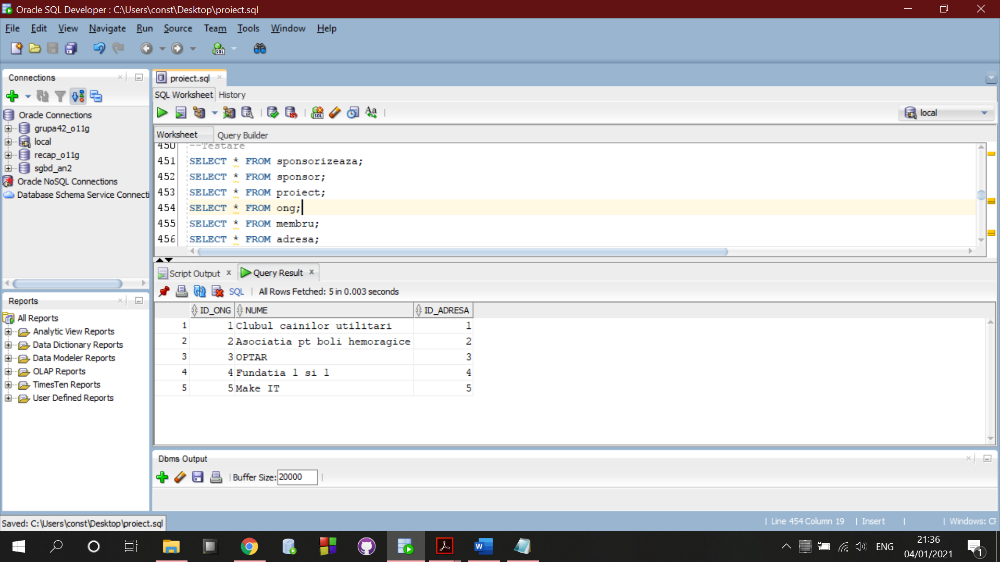 Oracle SQL Developer : C:\Users\const\Desktop\proiect.sql
File Edit View Navigate Run Source Team Tools Window Help
Connections
proiect.sql
SQL Worksheet History
Oracle Connections
grupa42_o11g
local
recap_o11g
sgbd_an2
Oracle NoSQL Connections
Database Schema Service Connecti
local
Worksheet Query Builder
450 --Testare
451 SELECT * FROM sponsorizeaza;
452 SELECT * FROM sponsor;
453 SELECT * FROM proiect;
454 SELECT * FROM ong;
455 SELECT * FROM membru;
456 SELECT * FROM adresa;
Script Output x Query Result x
SQL All Rows Fetched: 5 in 0.003 seconds
ID_ONG NUME ID_ADRESA
1 1 Clubul cainilor utilitari 1
2 2 Asociatia pt boli hemoragice 2
3 3 OPTAR 3
4 4 Fundatia l si l 4
5 5 Make IT 5
Reports
All Reports
Analytic View Reports
Data Dictionary Reports
Data Modeler Reports
OLAP Reports
TimesTen Reports
User Defined Reports
Dbms Output
Buffer Size: 20000
Saved: C:\Users\const\Desktop\proiect.sql
Line 454 Column 19 Insert Windows: CR
ENG
21:36
04/01/2021
1